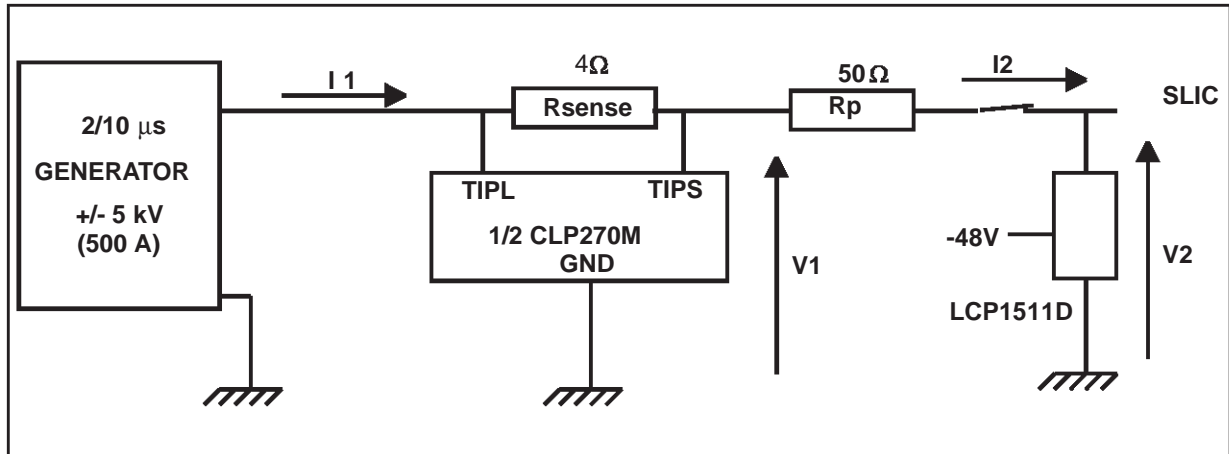 2/10 μs
GENERATOR
+/- 5 kV
(500 A)
I 1
4Ω
Rsense
TIPL
TIPS
1/2 CLP270M
GND
V1
50 Ω
Rp
I2
SLIC
-48V
V2
LCP1511D